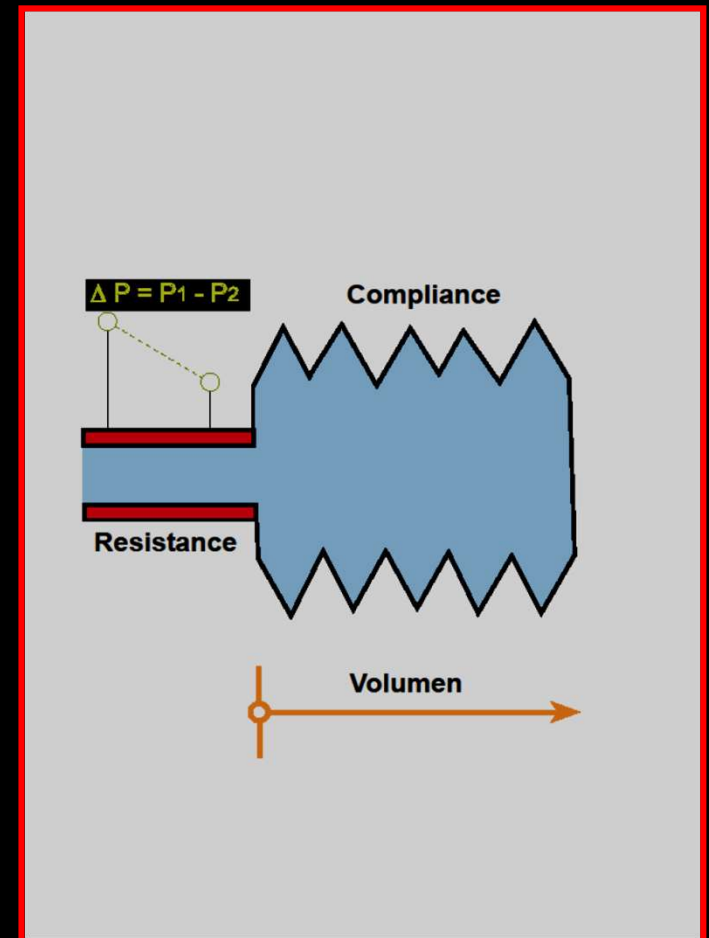 Δ P = P1 - P2
Compliance
Resistance
Volumen